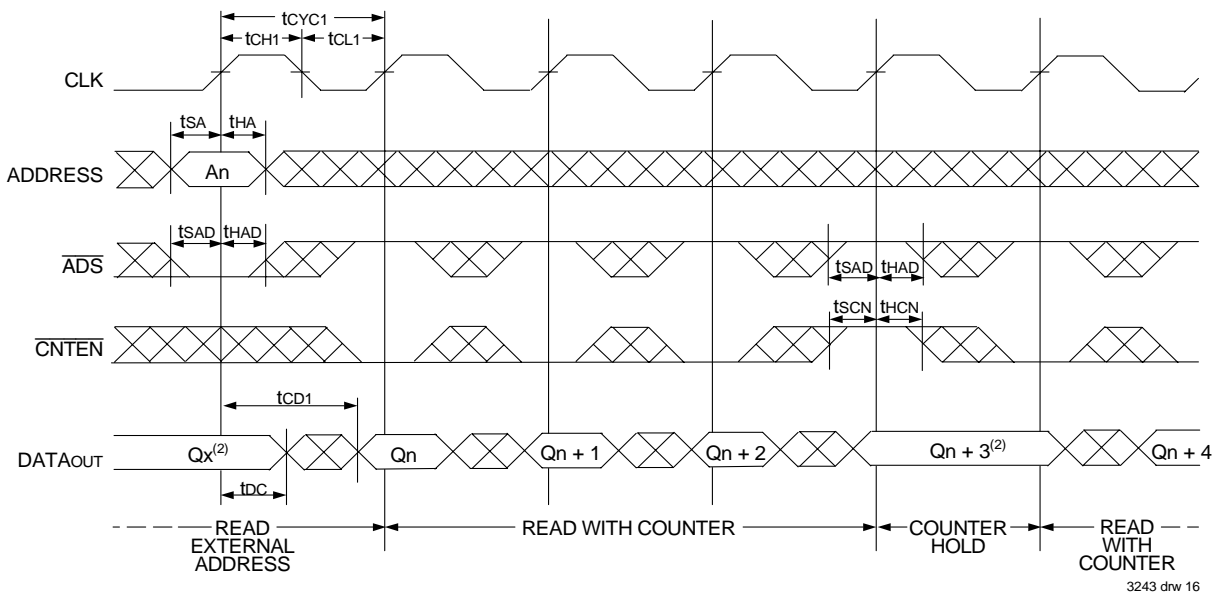 tCYC1
tCH1 tCL1
CLK
tSA tHA
ADDRESS An
tSAD tHAD
ADS
tSAD tHAD
tSCN tHCN
CNTEN
tCD1
DATAOUT Qx(2) Qn Qn + 1 Qn + 2 Qn + 3(2) Qn + 4
tDC
READ EXTERNAL ADDRESS
READ WITH COUNTER
COUNTER HOLD
READ WITH COUNTER
3243 drw 16